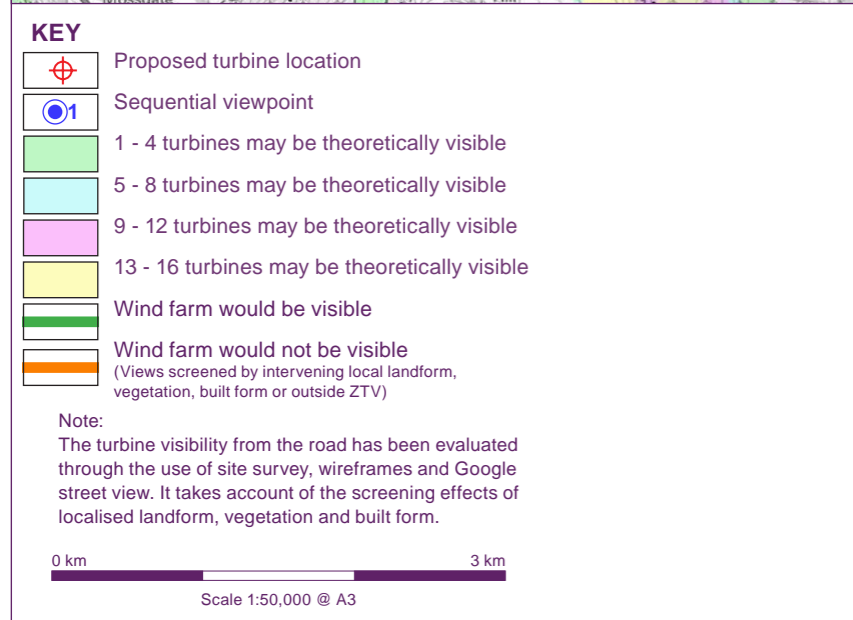 KEY
Proposed turbine location
1
Sequential viewpoint
1 - 4 turbines may be theoretically visible
5 - 8 turbines may be theoretically visible
9 - 12 turbines may be theoretically visible
13 - 16 turbines may be theoretically visible
Wind farm would be visible
Wind farm would not be visible
(Views screened by intervening local landform,
vegetation, built form or outside ZTV)
Note:
The turbine visibility from the road has been evaluated
through the use of site survey, wireframes and Google
street view. It takes account of the screening effects of
localised landform, vegetation and built form.
0 km 3 km
Scale 1:50,000 @ A3